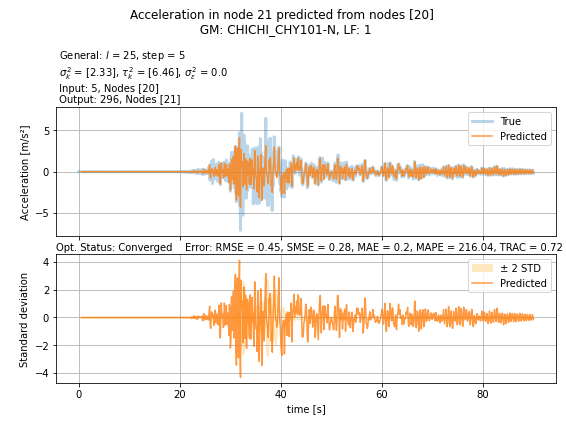 Acceleration in node 21 predicted from nodes [20]
GM: CHICHI_CHY101-N, LF: 1
General: l = 25, step = 5
σ²ₖ = [2.33], τ²ₖ = [6.46], σ²ε = 0.0
Input: 5, Nodes [20]
Output: 296, Nodes [21]
True
Predicted
Acceleration [m/s²]
5
0
−5
Opt. Status: Converged Error: RMSE = 0.45, SMSE = 0.28, MAE = 0.2, MAPE = 216.04, TRAC = 0.72
± 2 STD
Predicted
Standard deviation
4
2
0
−2
−4
0 20 40 60 80
time [s]